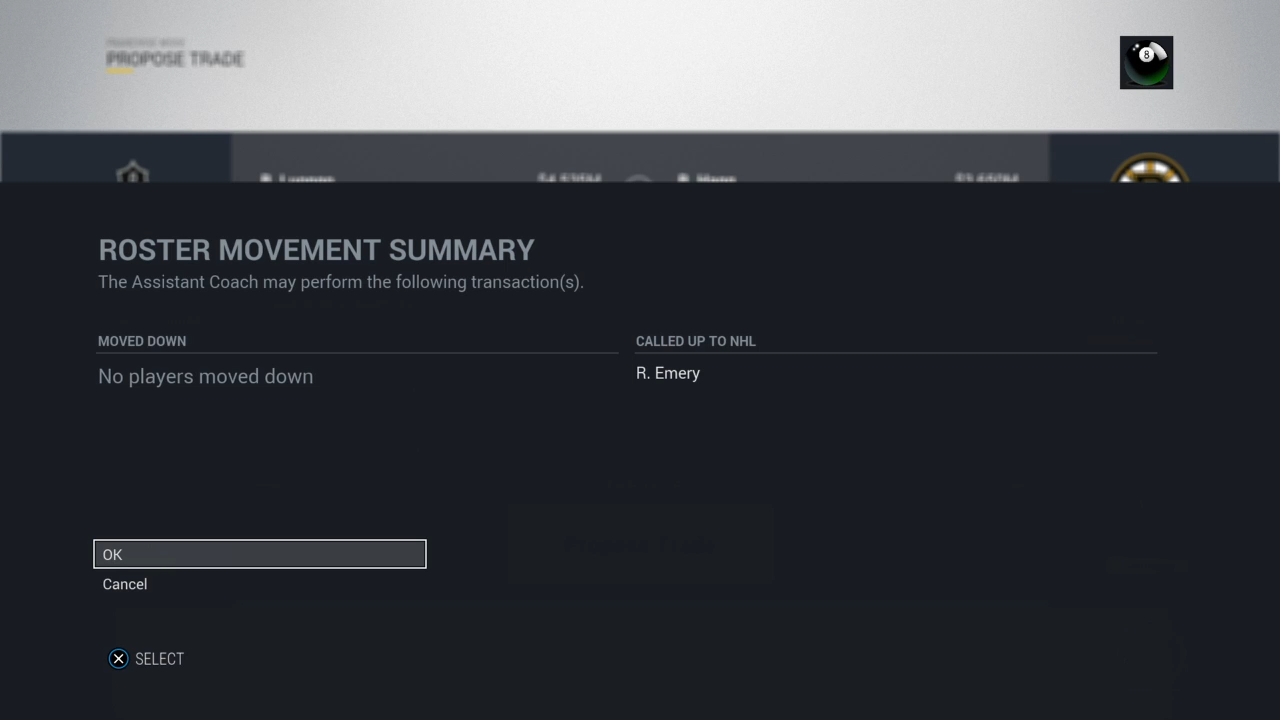 PROPOSE TRADE
8
ROSTER MOVEMENT SUMMARY
The Assistant Coach may perform the following transaction(s).
MOVED DOWN
CALLED UP TO NHL
No players moved down
R. Emery
OK
Cancel
SELECT